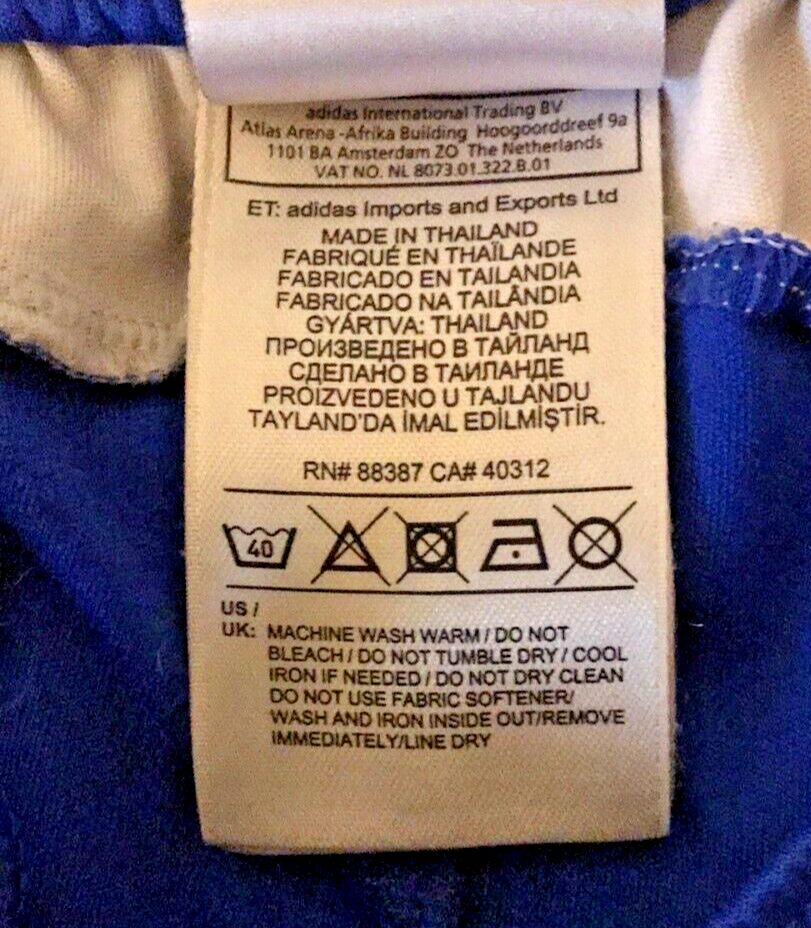 adidas International Trading BV
Atlas Arena -Afrika Building Hoogoorddreef 9a
1101 BA Amsterdam ZO The Netherlands
VAT NO. NL 8073.01.322.B.01
ET: adidas Imports and Exports Ltd
MADE IN THAILAND
FABRIQUÉ EN THAÏLANDE
FABRICADO EN TAILANDIA
FABRICADO NA TAILÂNDIA
GYÁRTVA: THAILAND
ПРОИЗВЕДЕНО В ТАЙЛАНД
СДЕЛАНО В ТАИЛАНДЕ
PROIZVEDENO U TAJLANDU
TAYLAND'DA İMAL EDİLMİŞTİR.
RN# 88387 CA# 40312
40
US /
UK: MACHINE WASH WARM / DO NOT
BLEACH / DO NOT TUMBLE DRY / COOL
IRON IF NEEDED / DO NOT DRY CLEAN
DO NOT USE FABRIC SOFTENER/
WASH AND IRON INSIDE OUT/REMOVE
IMMEDIATELY/LINE DRY